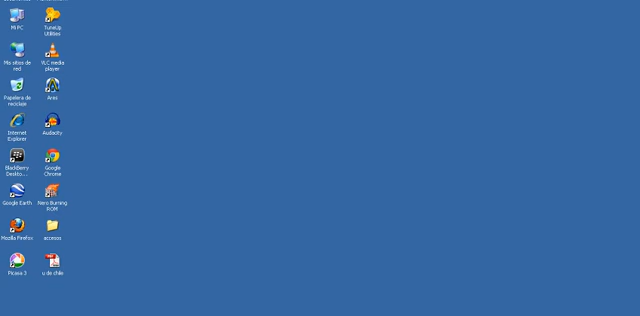 Mi PC
Mis sitios de
red
Papelera de
reciclaje
Internet
Explorer
BlackBerry
Deskto...
Google Earth
Mozilla Firefox
Picasa 3
TuneUp
Utilities
VLC media
player
Ares
Audacity
Google
Chrome
Nero Burning
ROM
accesos
u de chile